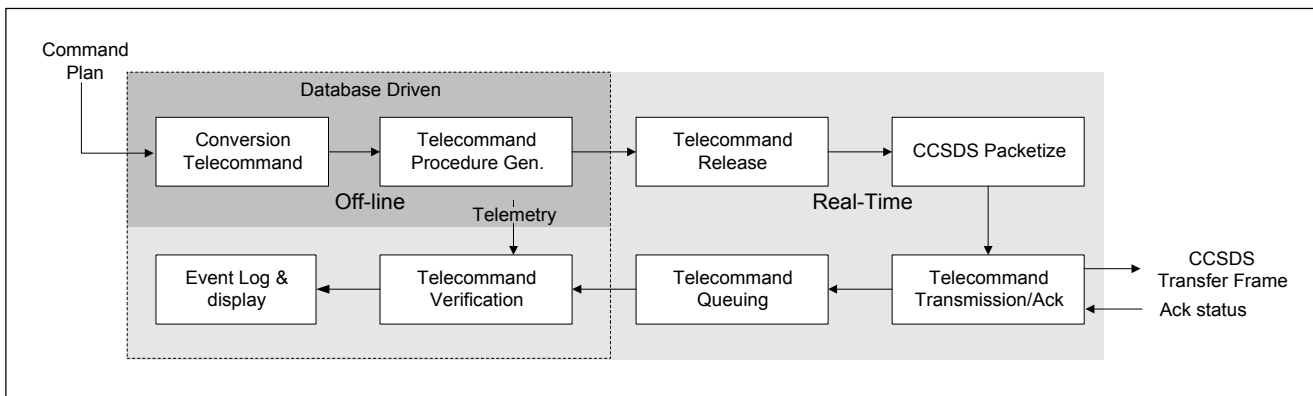 Command
Plan
Database Driven
Conversion
Telecommand
Telecommand
Procedure Gen.
Telecommand
Release
CCSDS Packetize
Off-line
Real-Time
Telemetry
Event Log &
display
Telecommand
Verification
Telecommand
Queuing
Telecommand
Transmission/Ack
CCSDS
Transfer Frame
Ack status